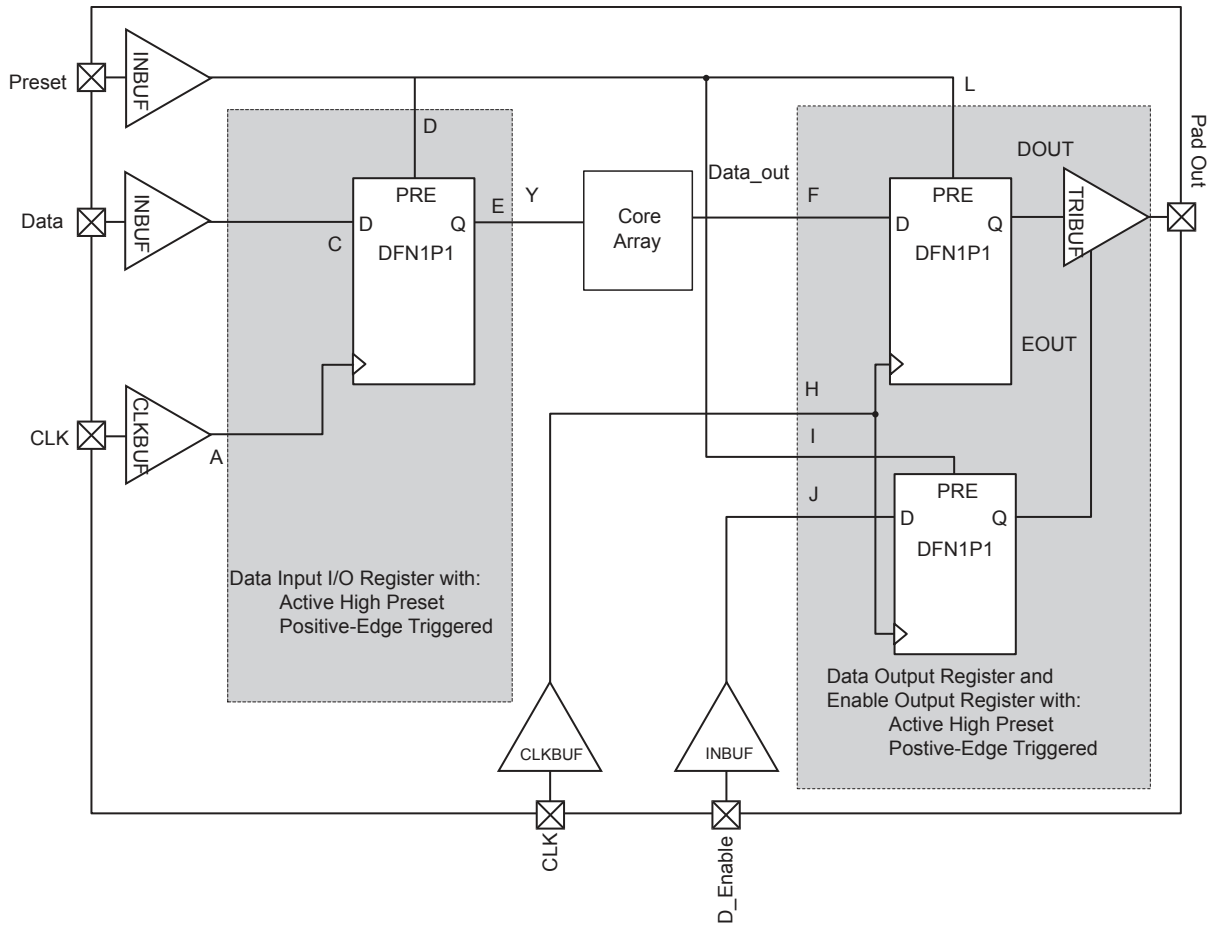 Preset
INBUF
L
D
Pad Out
PRE
PRE
DOUT
Data_out
Data
INBUF
D
Q
E
Y
Core
Array
F
D
Q
TRIBUF
C
DFN1P1
DFN1P1
EOUT
H
CLK
CLKBUF
A
I
PRE
J
D
Q
DFN1P1
Data Input I/O Register with:
Active High Preset
Positive-Edge Triggered
Data Output Register and
Enable Output Register with:
Active High Preset
Postive-Edge Triggered
CLKBUF
INBUF
CLK
D_Enable